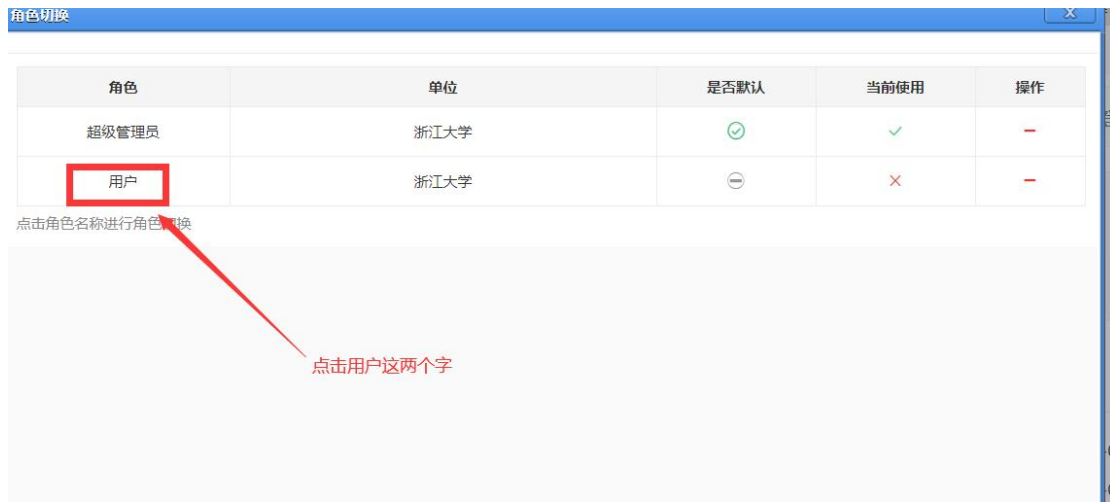 角色切换
角色 单位 是否默认 当前使用 操作
超级管理员 浙江大学
用户 浙江大学
点击角色名称进行角色切换
点击用户这两个字